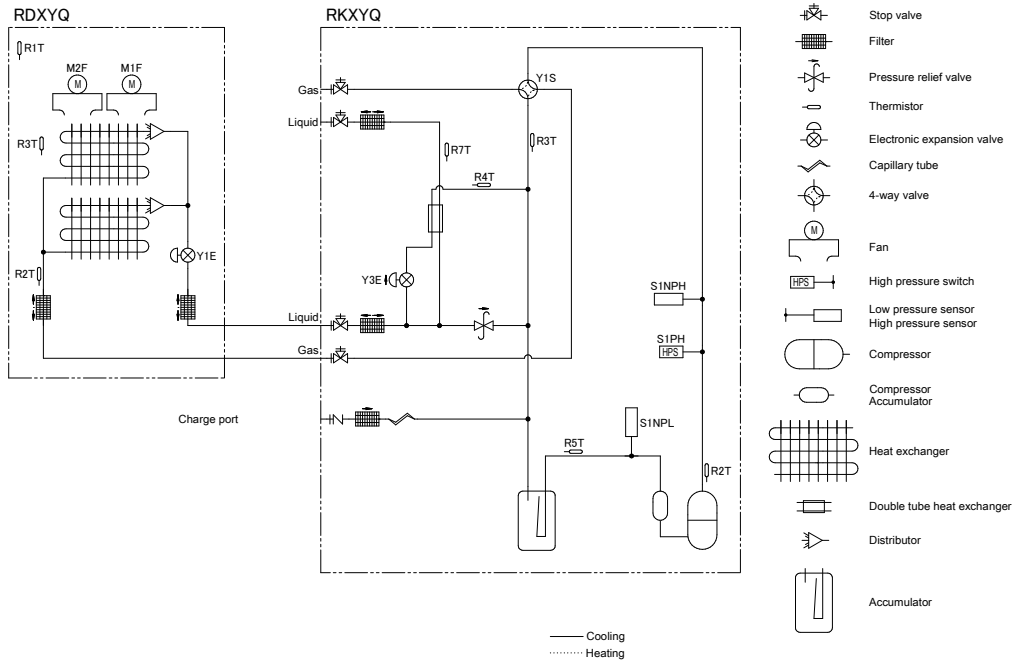 RDXYQ
R1T
M2F
M1F
M
M
R3T
R2T
Y1E
RKXYQ
Gas
Liquid
Y1S
R3T
R7T
R4T
Y3E
Liquid
Gas
S1NPH
S1PH
HPS
Charge port
S1NPL
R5T
R2T
Stop valve
Filter
Pressure relief valve
Thermistor
Electronic expansion valve
Capillary tube
4-way valve
M
Fan
HPS
High pressure switch
Low pressure sensor
High pressure sensor
Compressor
Compressor
Accumulator
Heat exchanger
Double tube heat exchanger
Distributor
Accumulator
Cooling
Heating